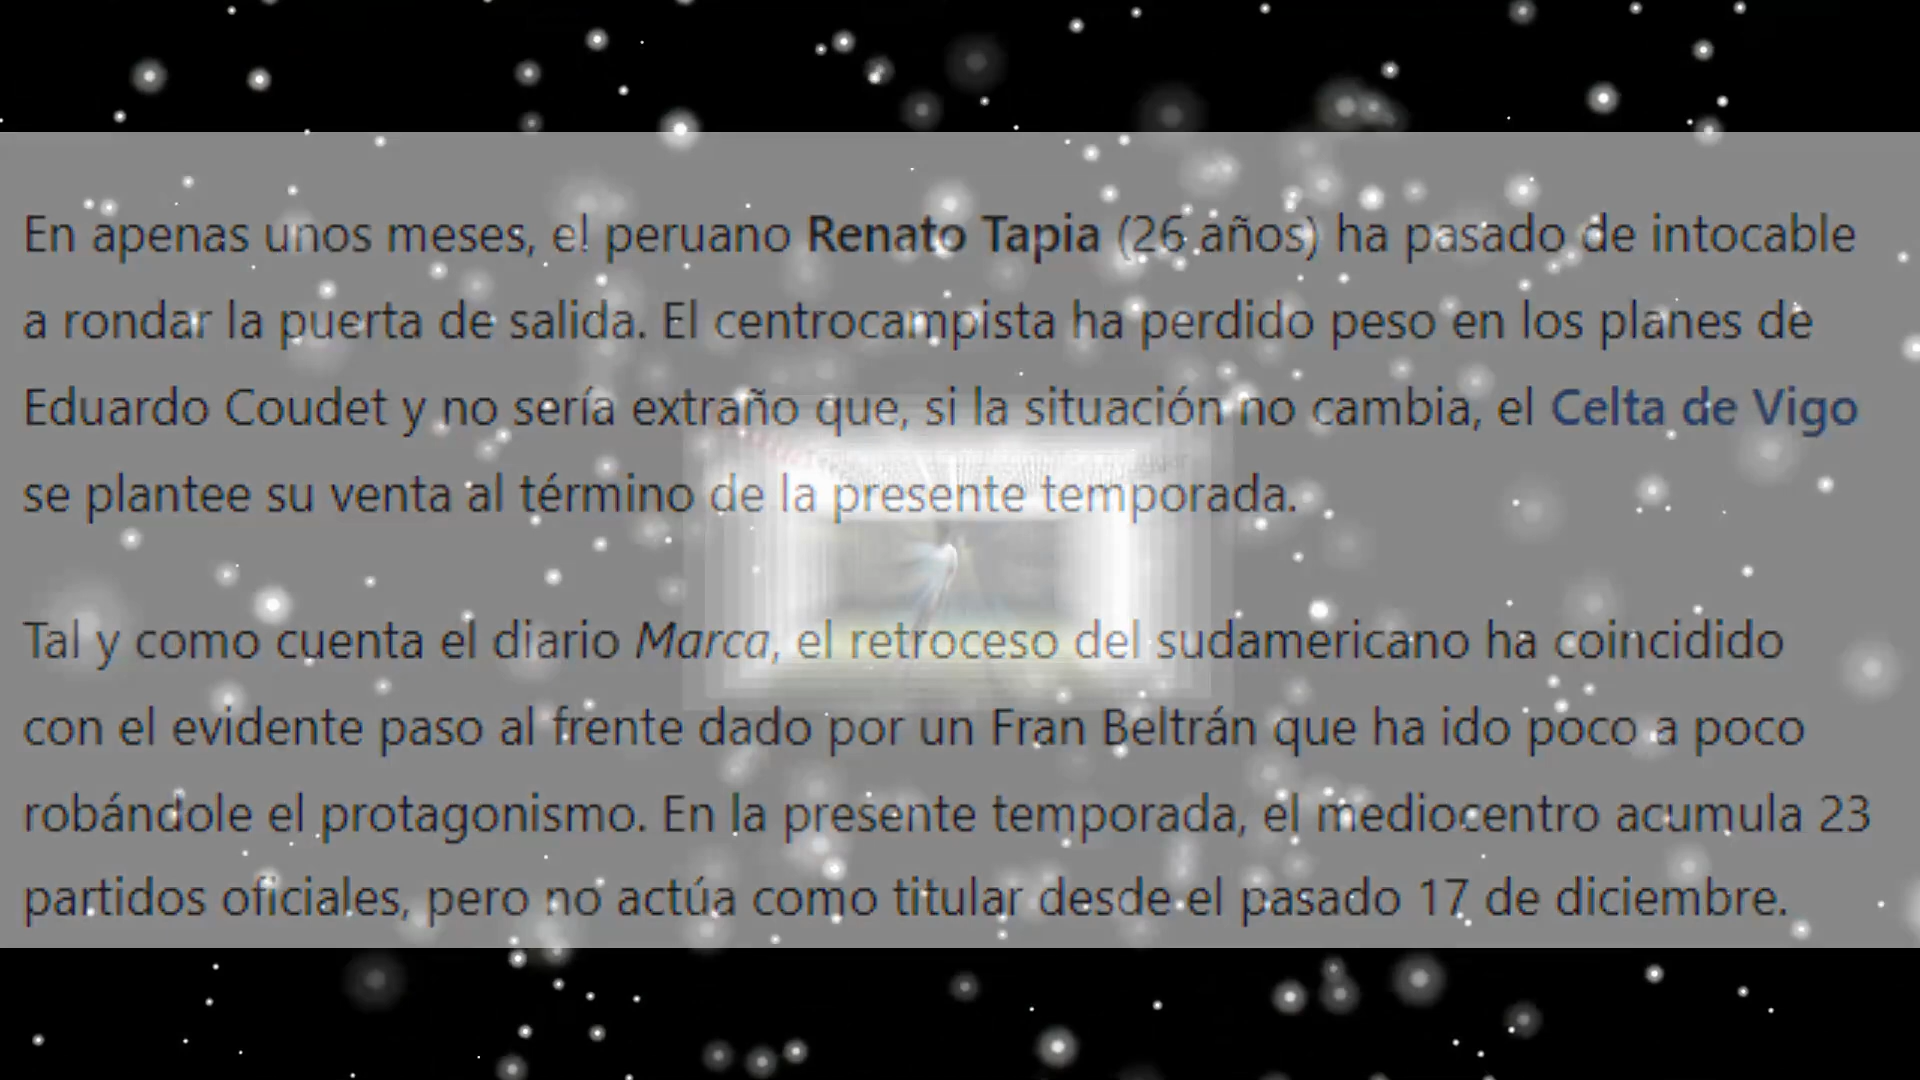 En apenas unos meses, el peruano Renato Tapia (26 años) ha pasado de intocable
a rondar la puerta de salida. El centrocampista ha perdido peso en los planes de
Eduardo Coudet y no sería extraño que, si la situación no cambia, el Celta de Vigo
se plantee su venta al término de la presente temporada.
Tal y como cuenta el diario Marca, el retroceso del sudamericano ha coincidido
con el evidente paso al frente dado por un Fran Beltrán que ha ido poco a poco
robándole el protagonismo. En la presente temporada, el mediocentro acumula 23
partidos oficiales, pero no actúa como titular desde el pasado 17 de diciembre.